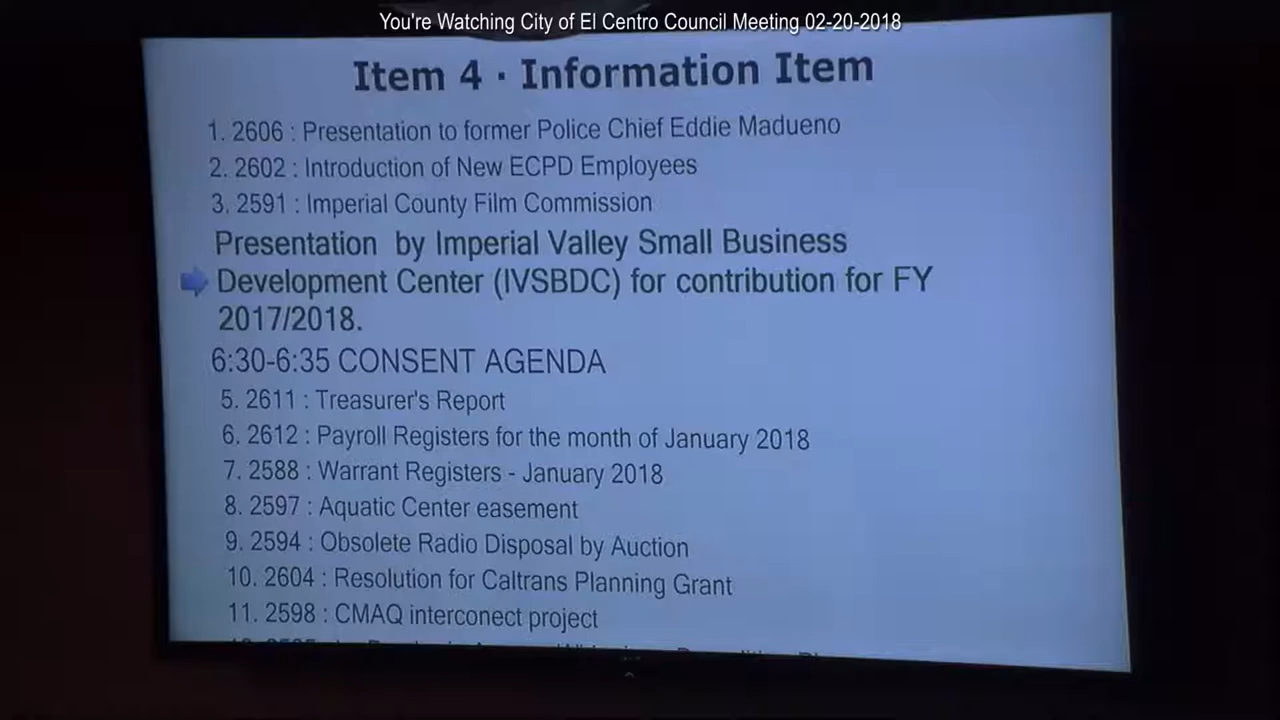 You're Watching City of El Centro Council Meeting 02-20-2018
Item 4 · Information Item
1. 2606 : Presentation to former Police Chief Eddie Madueno
2. 2602 : Introduction of New ECPD Employees
3. 2591 : Imperial County Film Commission
Presentation by Imperial Valley Small Business
Development Center (IVSBDC) for contribution for FY
2017/2018.
6:30-6:35 CONSENT AGENDA
5. 2611 : Treasurer's Report
6. 2612 : Payroll Registers for the month of January 2018
7. 2588 : Warrant Registers - January 2018
8. 2597 : Aquatic Center easement
9. 2594 : Obsolete Radio Disposal by Auction
10. 2604 : Resolution for Caltrans Planning Grant
11. 2598 : CMAQ interconect project